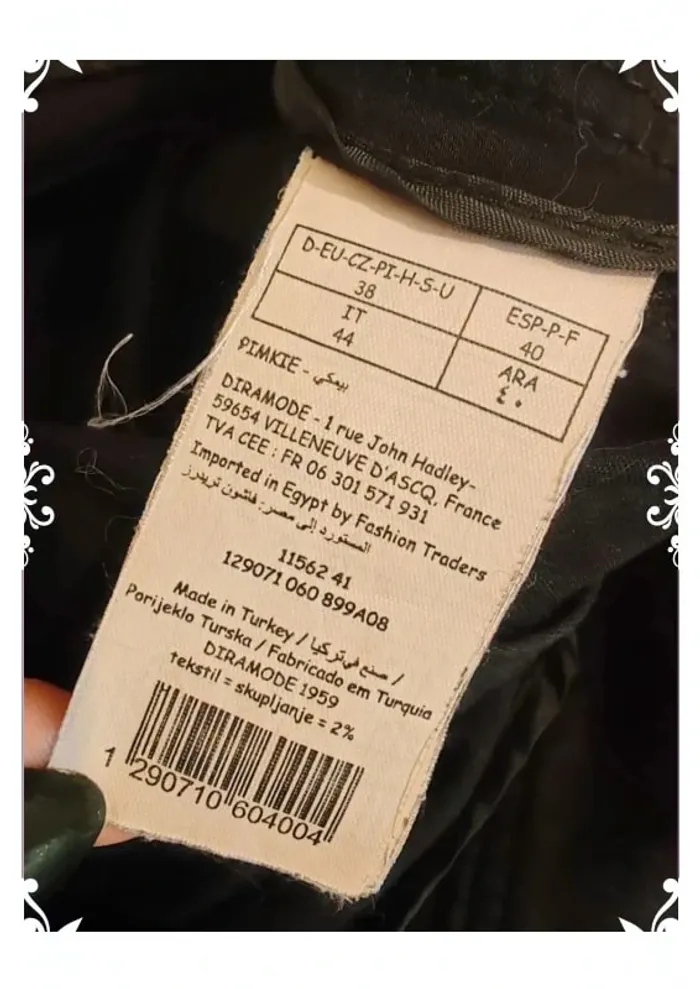 D-EU-CZ-PI-H-S-U
38
ESP-P-F
40
IT
44
ARA
٤٠
PIMKIE - بيمكي
DIRAMODE - 1 rue John Hadley-
59654 VILLENEUVE D'ASCQ, France
TVA CEE : FR 06 301 571 931
Imported in Egypt by Fashion Traders
المستورد إلى مصر: فاشون تريدرز
11562 41
129071 060 899A08
Made in Turkey / صنع في تركيا /
Porijeklo Turska / Fabricado em Turquia
DIRAMODE 1959
tekstil = skupljanje = 2%
1 290710 604004